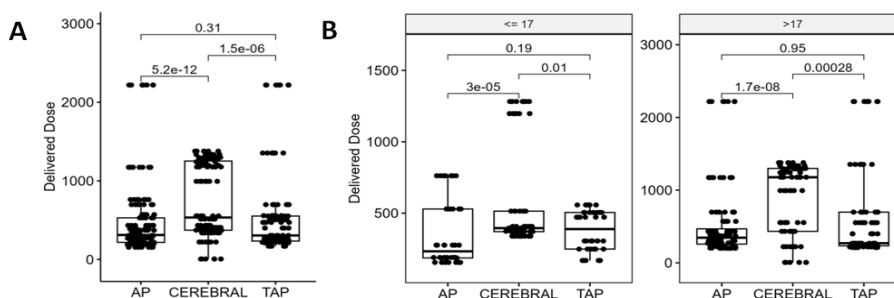 A
Delivered Dose
3000
2000
1000
0
0.31
1.5e-06
5.2e-12
AP CEREBRAL TAP
B
Delivered Dose
<= 17
1500
1000
500
0.19
0.01
3e-05
AP CEREBRAL TAP
>17
3000
2000
1000
0
0.95
0.00028
1.7e-08
AP CEREBRAL TAP